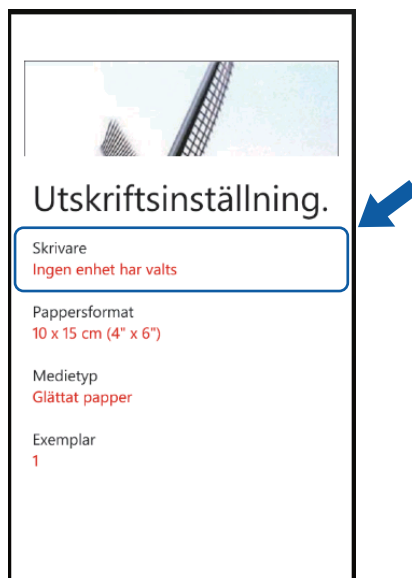 Utskriftsinställning.
Skrivare
Ingen enhet har valts
Pappersformat
10 x 15 cm (4" x 6")
Medietyp
Glättat papper
Exemplar
1